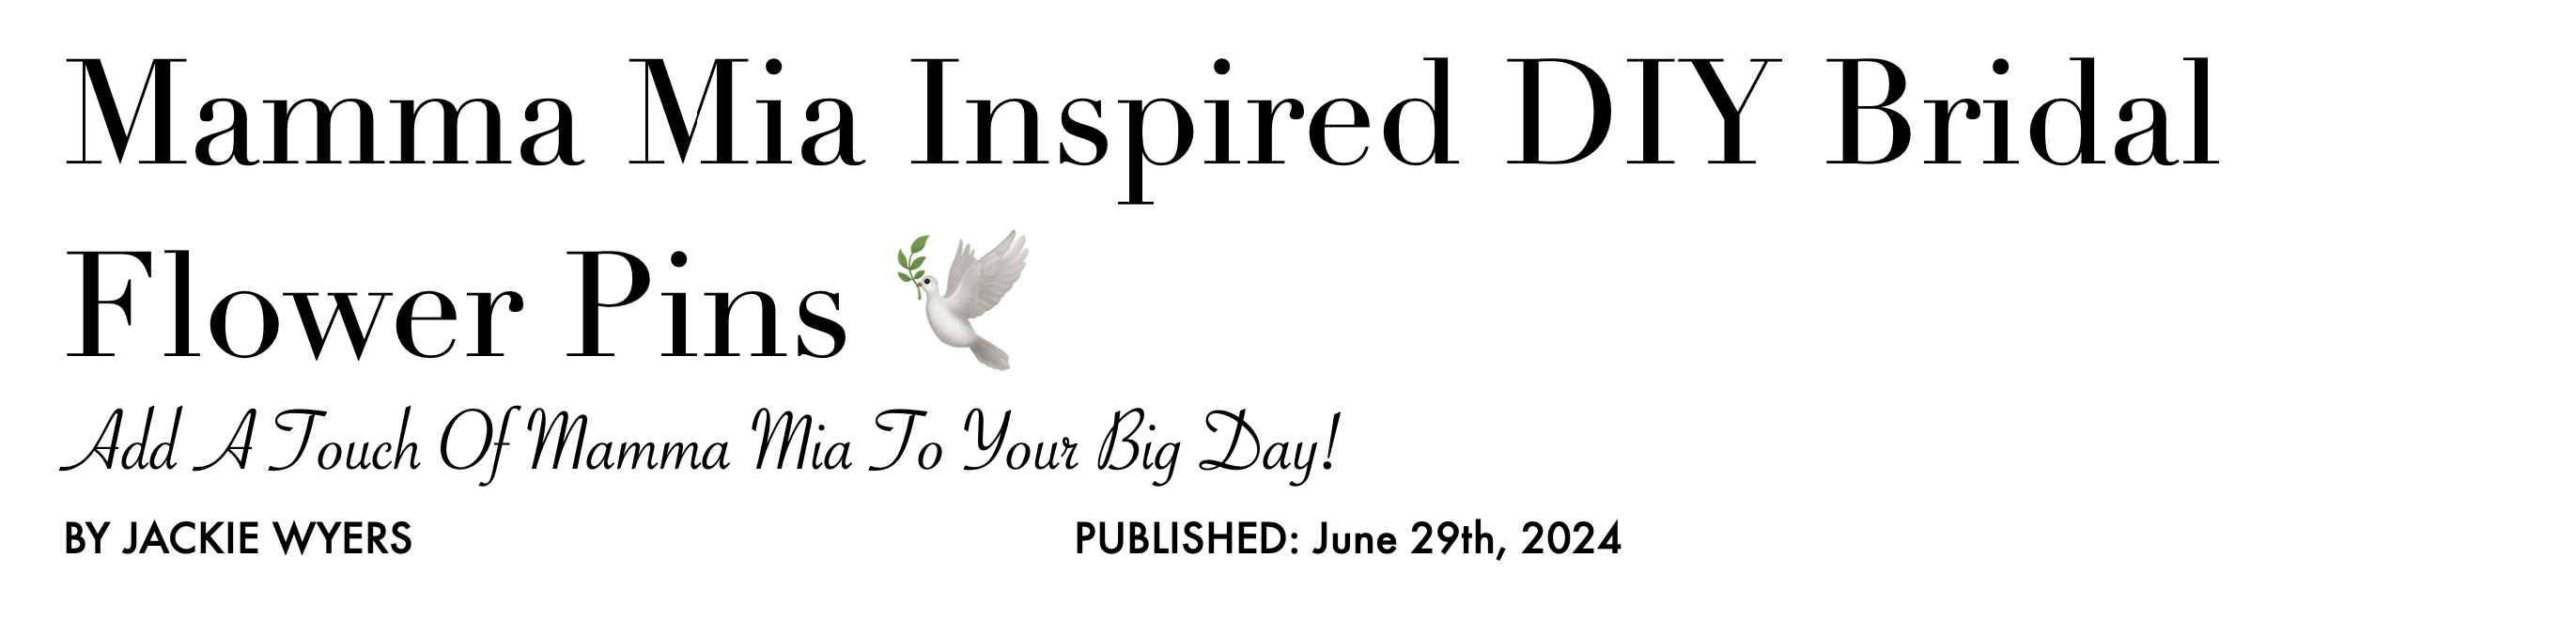 Mamma Mia Inspired DIY Bridal
Flower Pins 🕊️
Add A Touch Of Mamma Mia To Your Big Day!
BY JACKIE WYERS PUBLISHED: June 29th, 2024